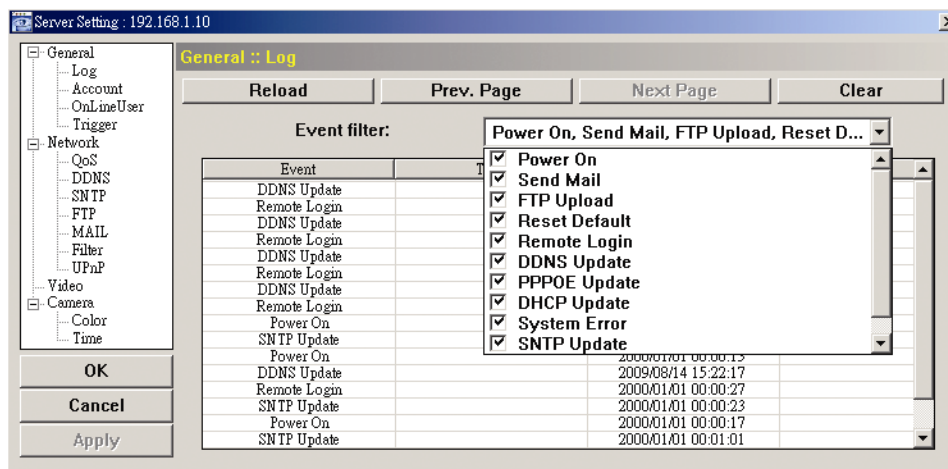 Server Setting : 192.168.1.10
General
Log
Account
OnLineUser
Trigger
Network
QoS
DDNS
SNTP
FTP
MAIL
Filter
UPnP
Video
Camera
Color
Time
OK
Cancel
Apply
General :: Log
Reload Prev. Page Next Page Clear
Event filter: Power On, Send Mail, FTP Upload, Reset D...
Power On
Send Mail
FTP Upload
Reset Default
Remote Login
DDNS Update
PPPOE Update
DHCP Update
System Error
SNTP Update
Event T
DDNS Update
Remote Login
DDNS Update
Remote Login
DDNS Update
Remote Login
DDNS Update
Remote Login
Power On
SNTP Update
Power On 2000/01/01 00:00:13
DDNS Update 2009/08/14 15:22:17
Remote Login 2000/01/01 00:00:27
SNTP Update 2000/01/01 00:00:23
Power On 2000/01/01 00:00:17
SNTP Update 2000/01/01 00:01:01